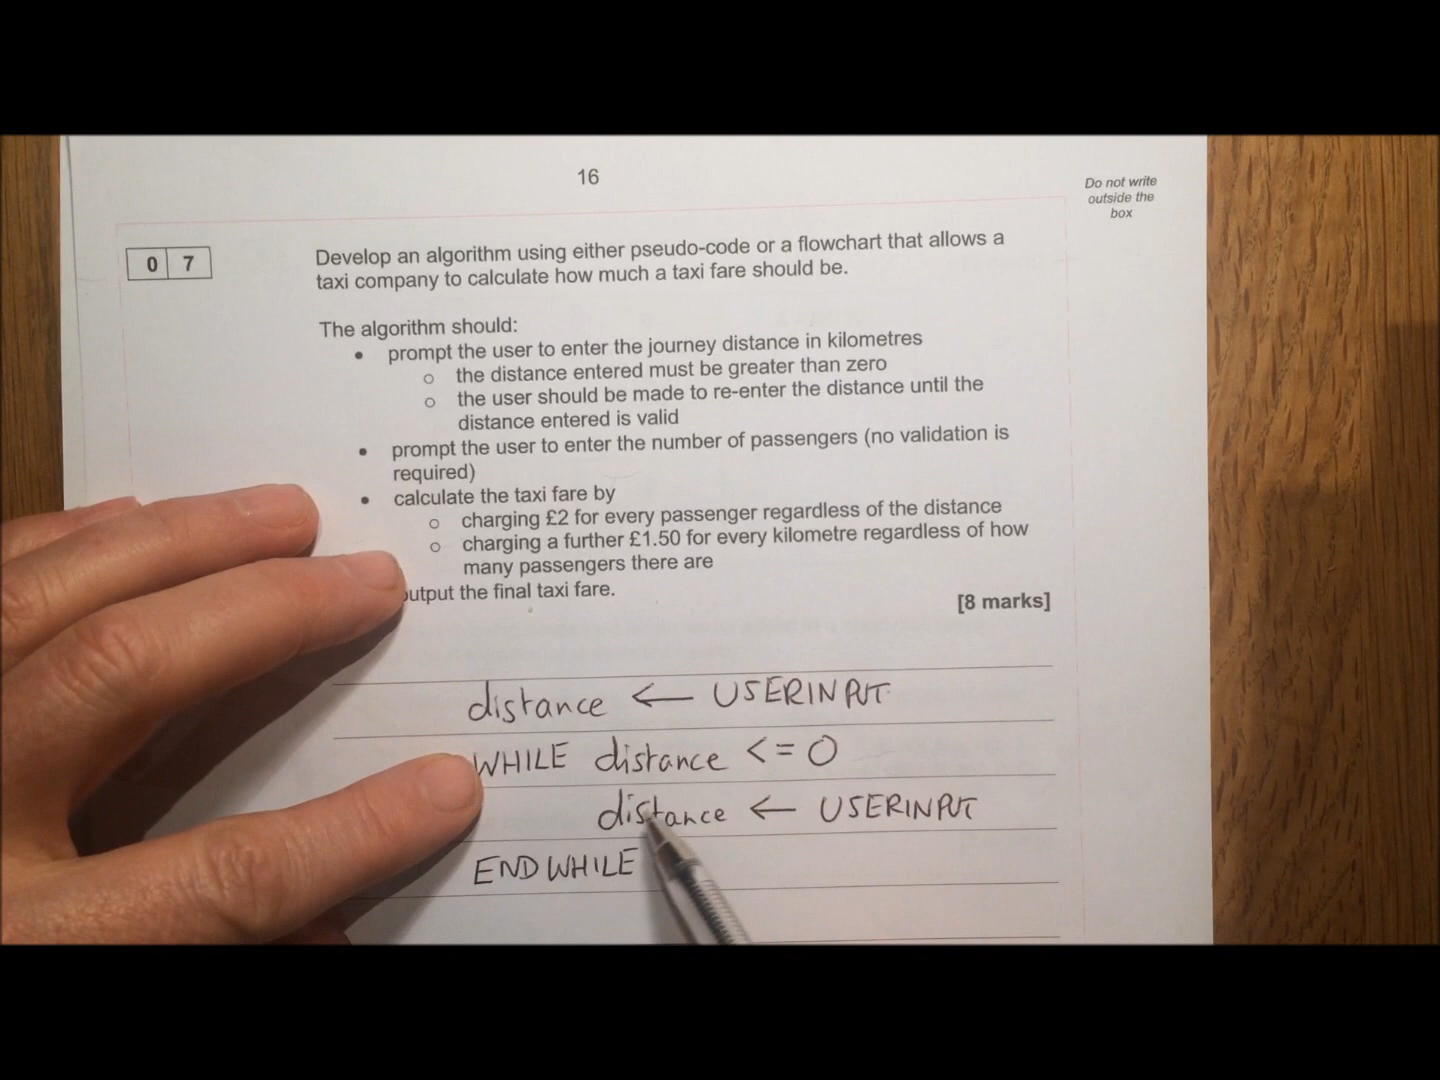 16
Do not write
outside the
box
0 7
Develop an algorithm using either pseudo-code or a flowchart that allows a
taxi company to calculate how much a taxi fare should be.
The algorithm should:
• prompt the user to enter the journey distance in kilometres
○ the distance entered must be greater than zero
○ the user should be made to re-enter the distance until the
distance entered is valid
• prompt the user to enter the number of passengers (no validation is
required)
• calculate the taxi fare by
○ charging £2 for every passenger regardless of the distance
○ charging a further £1.50 for every kilometre regardless of how
many passengers there are
output the final taxi fare.
[8 marks]
distance ← USERINPUT
WHILE distance <= 0
distance ← USERINPUT
ENDWHILE